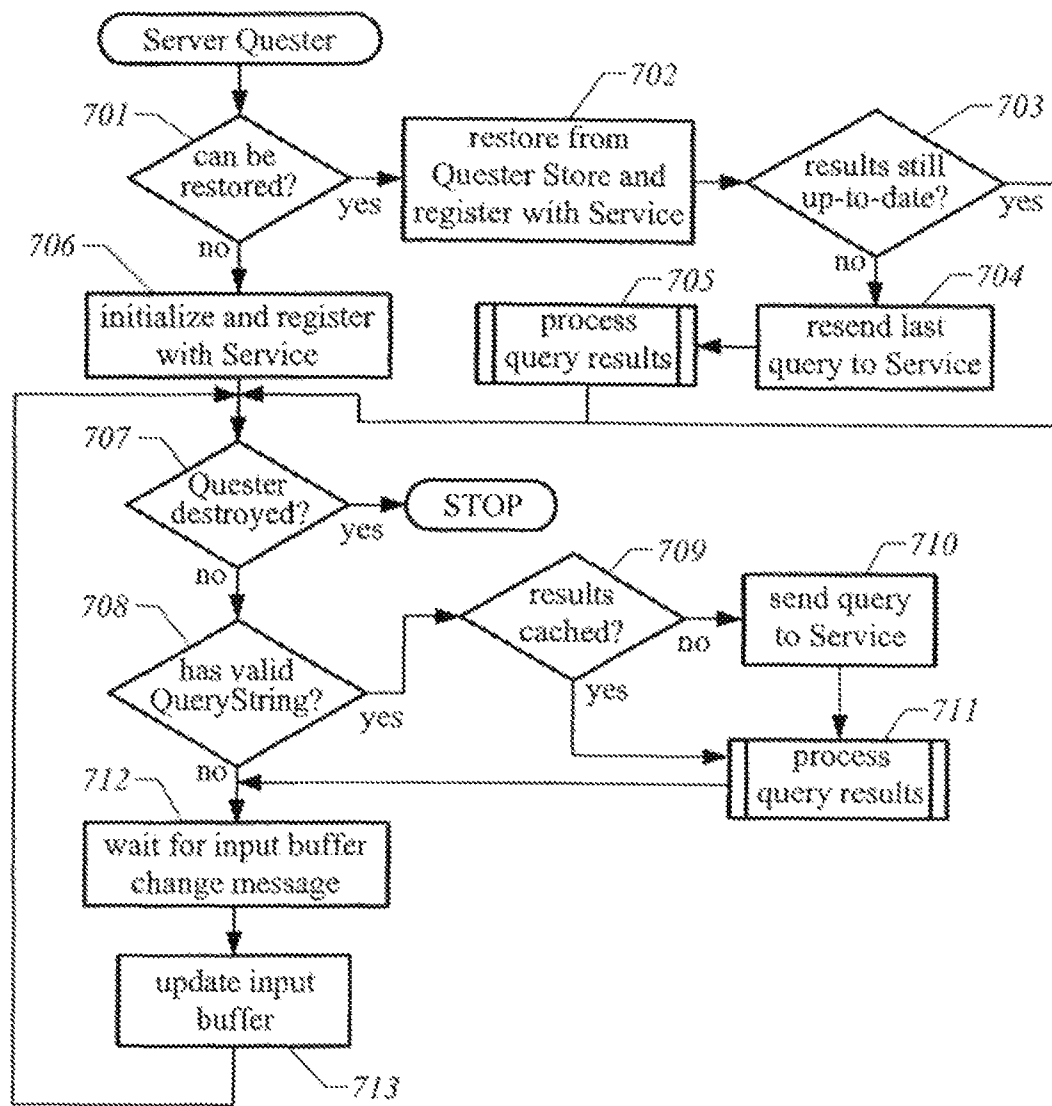 Server Quester
701
can be
restored?
yes
no
702
restore from
Quester Store and
register with Service
703
results still
up-to-date?
yes
no
704
resend last
query to Service
705
process
query results
706
initialize and register
with Service
707
Quester
destroyed?
yes
no
STOP
708
has valid
QueryString?
yes
no
709
results
cached?
no
yes
710
send query
to Service
711
process
query results
712
wait for input buffer
change message
update input
buffer
713